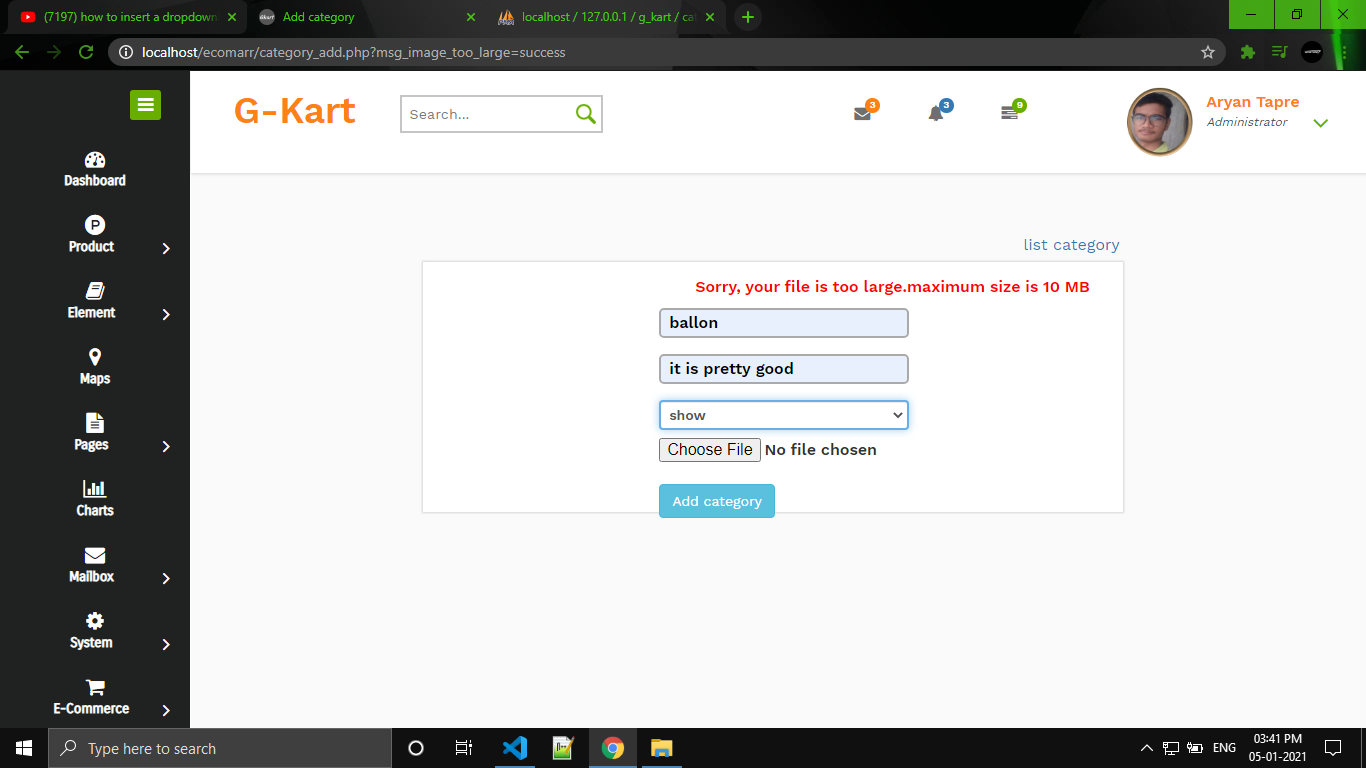 (7197) how to insert a dropdown
Add category
localhost / 127.0.0.1 / g_kart / cat
localhost/ecomarr/category_add.php?msg_image_too_large=success
G-Kart
Search...
3
3
9
Aryan Tapre
Administrator
Dashboard
Product
Element
Maps
Pages
Charts
Mailbox
System
E-Commerce
list category
Sorry, your file is too large.maximum size is 10 MB
ballon
it is pretty good
show
Choose File No file chosen
Add category
Type here to search
ENG
03:41 PM
05-01-2021